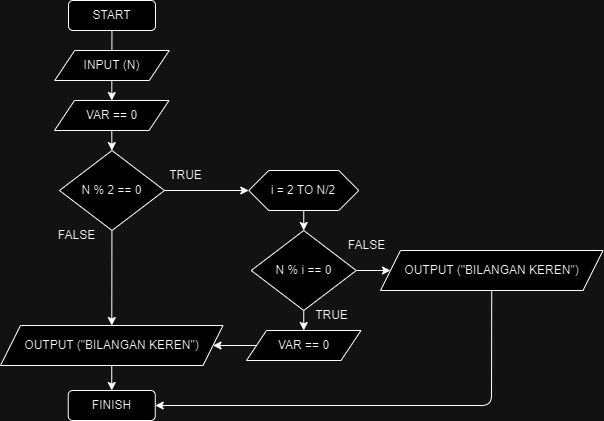 START
INPUT (N)
VAR == 0
N % 2 == 0
TRUE
i = 2 TO N/2
FALSE
FALSE
N % i == 0
OUTPUT ("BILANGAN KEREN")
TRUE
OUTPUT ("BILANGAN KEREN")
VAR == 0
FINISH